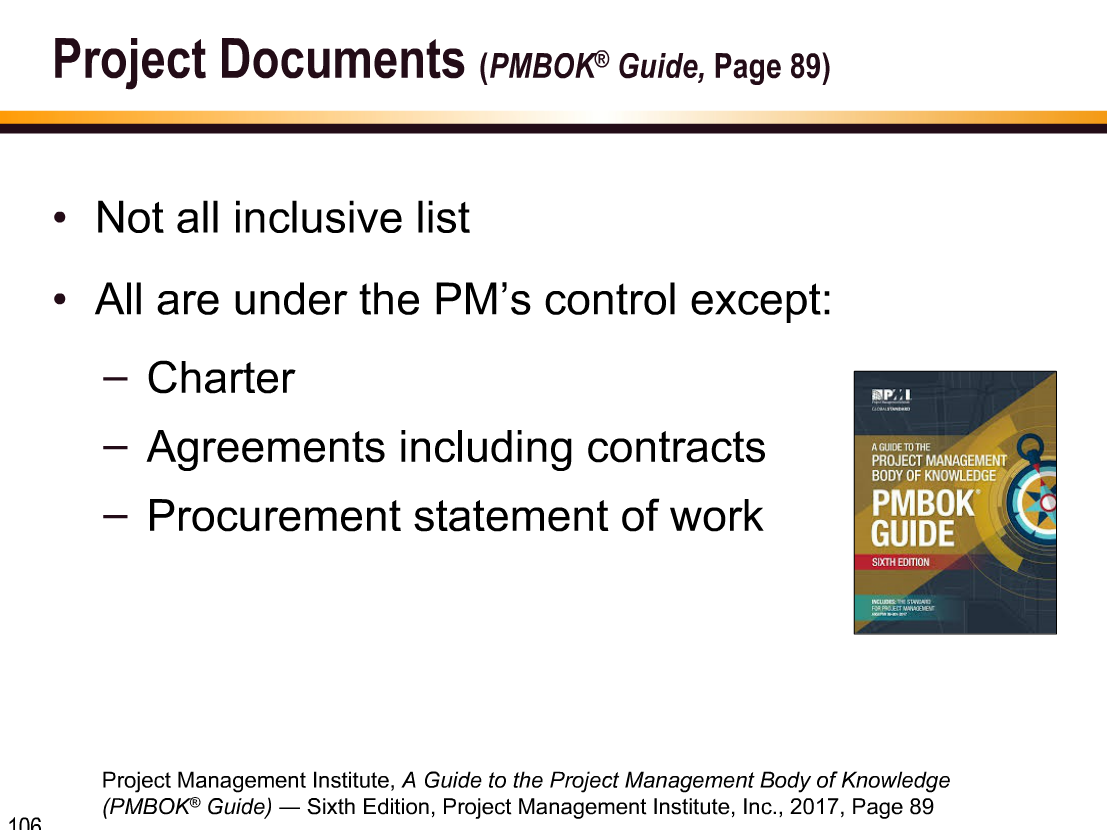 Project Documents (PMBOK® Guide, Page 89)
• Not all inclusive list
• All are under the PM’s control except:
– Charter
– Agreements including contracts
– Procurement statement of work
PMI
Project Management Institute
GLOBAL STANDARD
A GUIDE TO THE
PROJECT MANAGEMENT
BODY OF KNOWLEDGE
PMBOK®
GUIDE
SIXTH EDITION
INCLUDES: THE STANDARD
FOR PROJECT MANAGEMENT
Project Management Institute, A Guide to the Project Management Body of Knowledge
(PMBOK® Guide) — Sixth Edition, Project Management Institute, Inc., 2017, Page 89
106